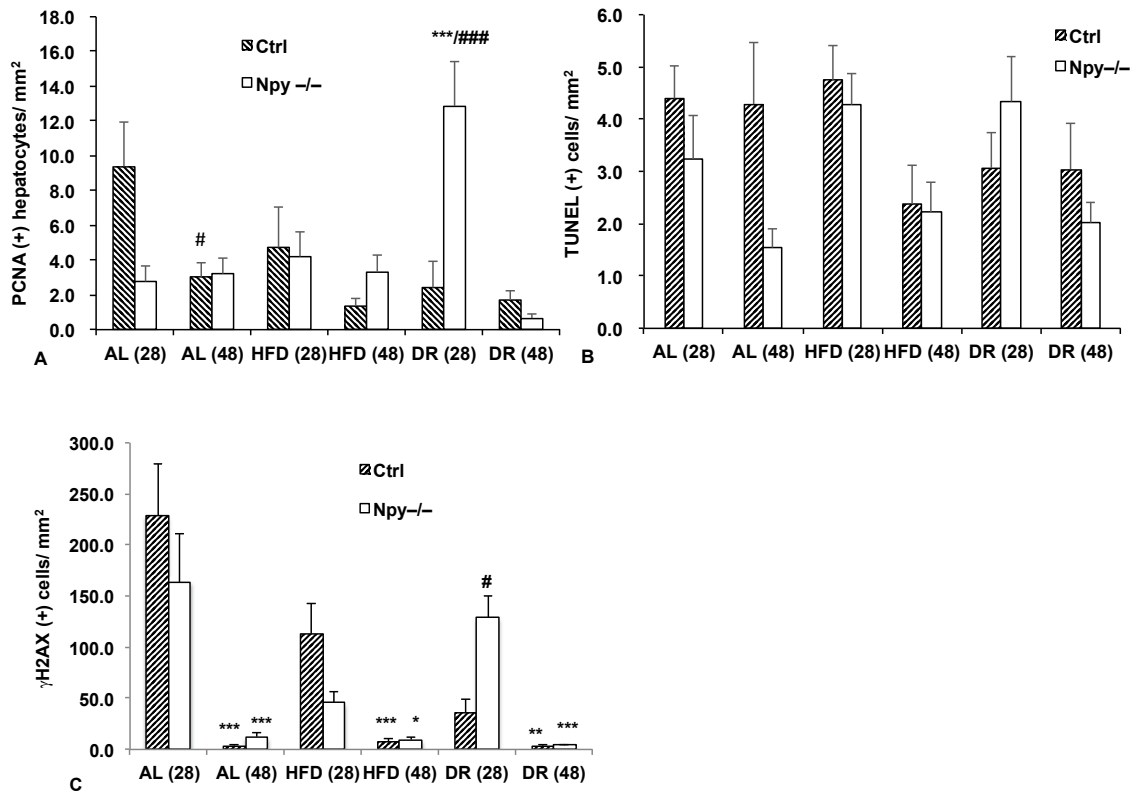 PCNA (+) hepatocytes/ mm²
18.0
16.0
14.0
12.0
10.0
8.0
6.0
4.0
2.0
0.0
Ctrl
Npy −/−
***/###
#
AL (28) AL (48) HFD (28) HFD (48) DR (28) DR (48)
A
TUNEL (+) cells/ mm²
6.0
5.0
4.0
3.0
2.0
1.0
0.0
Ctrl
Npy−/−
AL (28) AL (48) HFD (28) HFD (48) DR (28) DR (48)
B
γH2AX (+) cells/ mm²
300.0
250.0
200.0
150.0
100.0
50.0
0.0
Ctrl
Npy−/−
#
*** *** *** * ** ***
AL (28) AL (48) HFD (28) HFD (48) DR (28) DR (48)
C